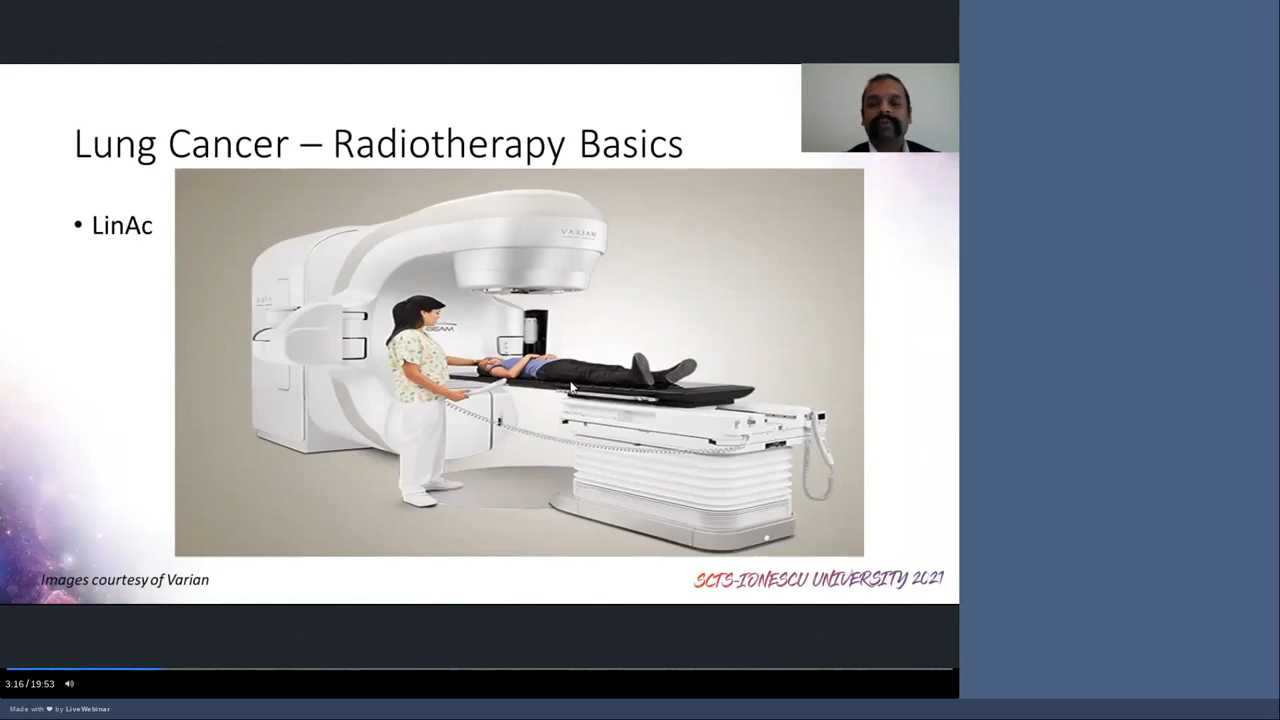 Lung Cancer – Radiotherapy Basics
• LinAc
VARIAN
BEAM
Images courtesy of Varian
SCTS-IONESCU UNIVERSITY 2021
3:16 / 19:53
Made with ❤ by LiveWebinar